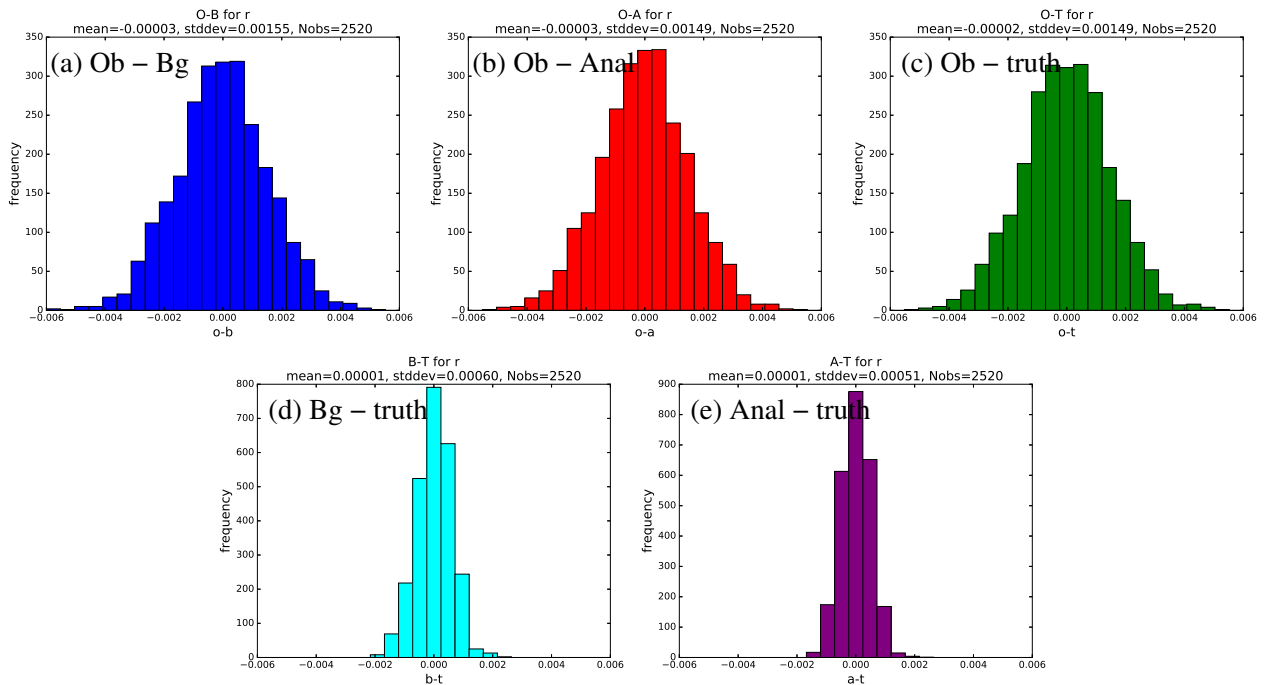 O-B for r
mean=-0.00003, stddev=0.00155, Nobs=2520
(a) Ob − Bg
350
300
250
200
150
100
50
0
frequency
−0.006 −0.004 −0.002 0.000 0.002 0.004 0.006
o-b
O-A for r
mean=-0.00003, stddev=0.00149, Nobs=2520
(b) Ob − Anal
350
300
250
200
150
100
50
0
frequency
−0.006 −0.004 −0.002 0.000 0.002 0.004 0.006
o-a
O-T for r
mean=-0.00002, stddev=0.00149, Nobs=2520
(c) Ob − truth
350
300
250
200
150
100
50
0
frequency
−0.006 −0.004 −0.002 0.000 0.002 0.004 0.006
o-t
B-T for r
mean=0.00001, stddev=0.00060, Nobs=2520
(d) Bg − truth
800
700
600
500
400
300
200
100
0
frequency
−0.006 −0.004 −0.002 0.000 0.002 0.004 0.006
b-t
A-T for r
mean=0.00001, stddev=0.00051, Nobs=2520
(e) Anal − truth
900
800
700
600
500
400
300
200
100
0
frequency
−0.006 −0.004 −0.002 0.000 0.002 0.004 0.006
a-t